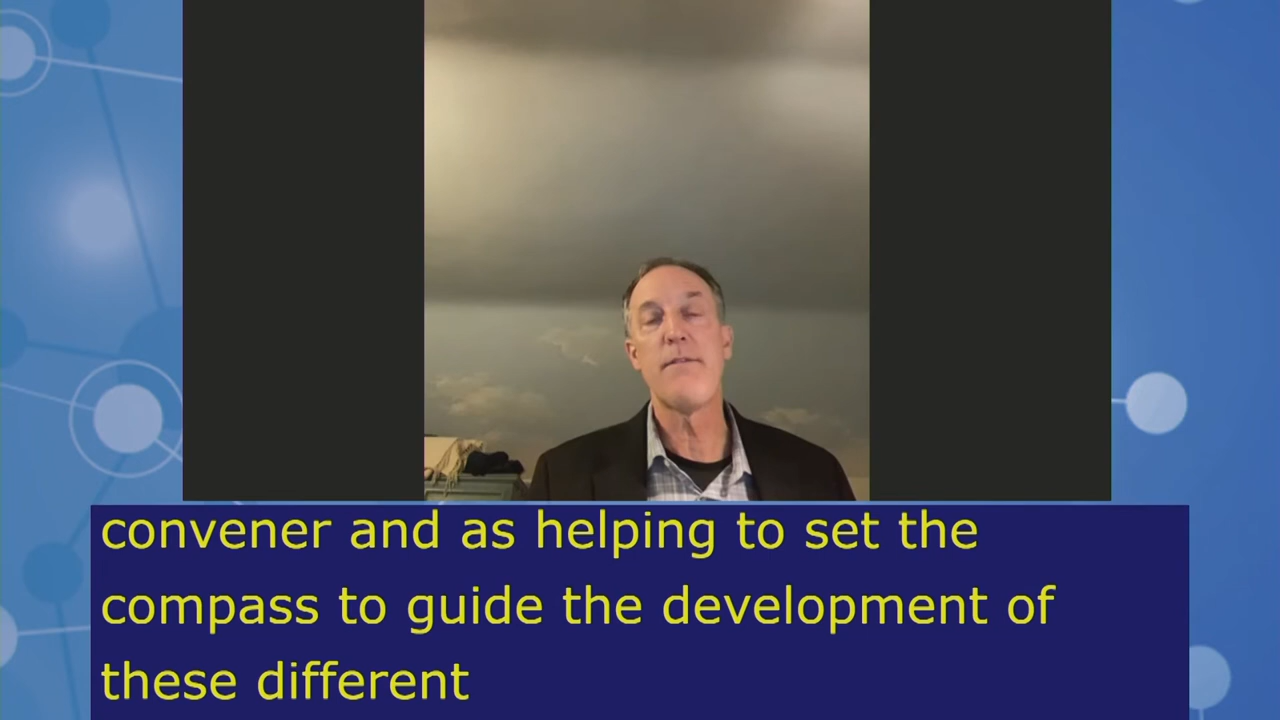 convener and as helping to set the
compass to guide the development of
these different